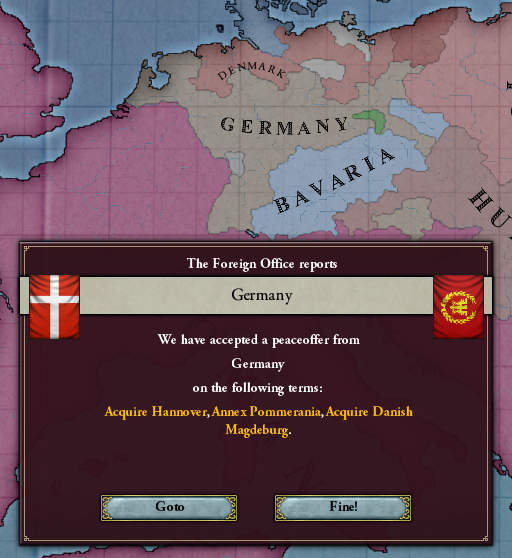 DENMARK
GERMANY
BAVARIA
HU
The Foreign Office reports
Germany
We have accepted a peaceoffer from
Germany
on the following terms:
Acquire Hannover, Annex Pommerania, Acquire Danish
Magdeburg.
Goto
Fine!